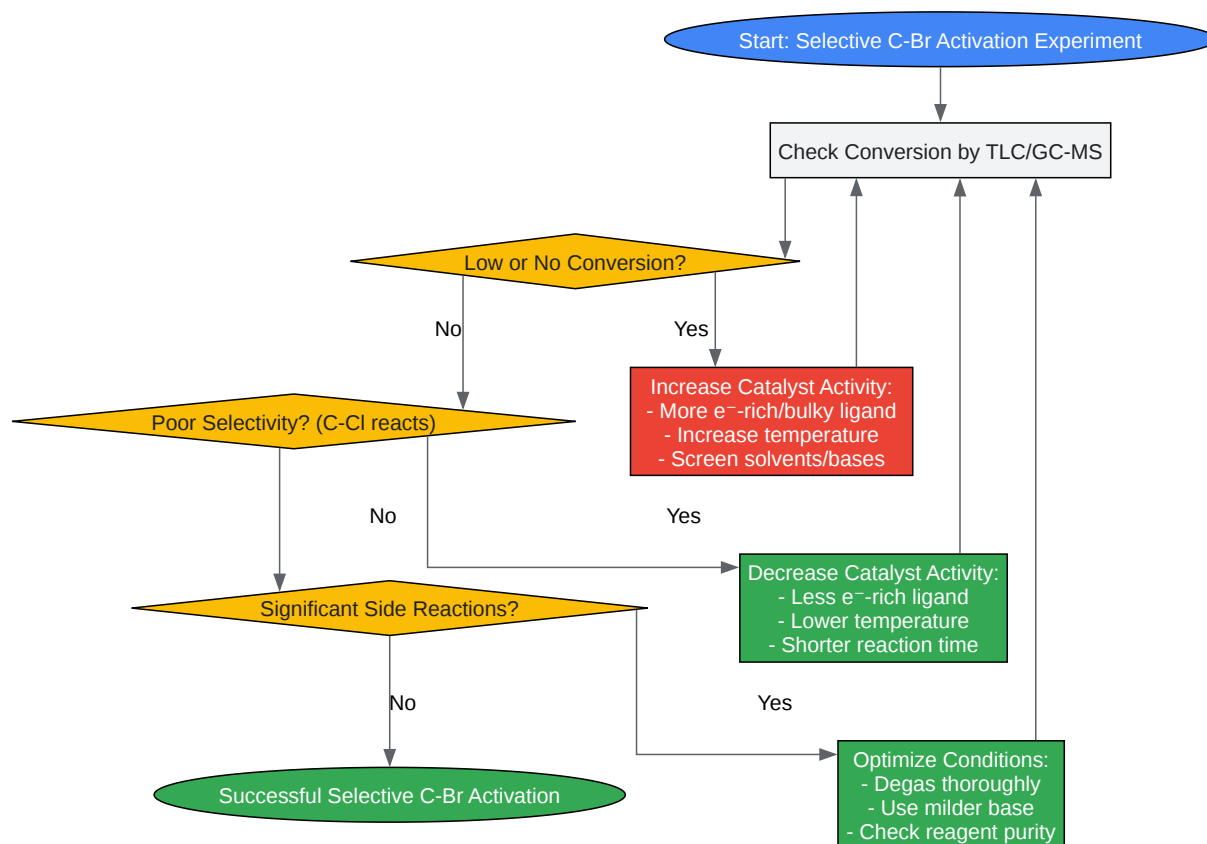 Start: Selective C-Br Activation Experiment
Check Conversion by TLC/GC-MS
Low or No Conversion?
No
Yes
Increase Catalyst Activity:
- More e⁻-rich/bulky ligand
- Increase temperature
- Screen solvents/bases
Poor Selectivity? (C-Cl reacts)
No
Yes
Decrease Catalyst Activity:
- Less e⁻-rich ligand
- Lower temperature
- Shorter reaction time
Significant Side Reactions?
No
Yes
Optimize Conditions:
- Degas thoroughly
- Use milder base
- Check reagent purity
Successful Selective C-Br Activation